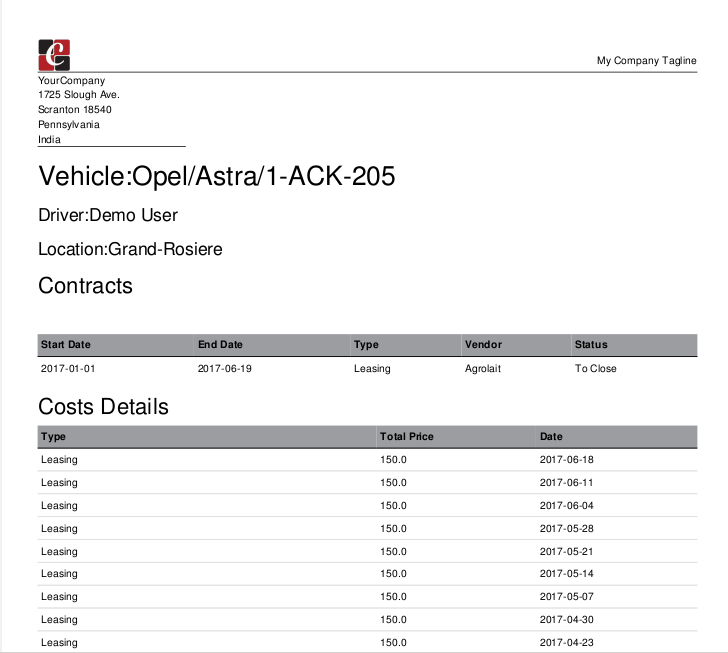 C
My Company Tagline
YourCompany
1725 Slough Ave.
Scranton 18540
Pennsylvania
India
Vehicle:Opel/Astra/1-ACK-205
Driver:Demo User
Location:Grand-Rosiere
Contracts
Start Date End Date Type Vendor Status
2017-01-01 2017-06-19 Leasing Agrolait To Close
Costs Details
Type Total Price Date
Leasing 150.0 2017-06-18
Leasing 150.0 2017-06-11
Leasing 150.0 2017-06-04
Leasing 150.0 2017-05-28
Leasing 150.0 2017-05-21
Leasing 150.0 2017-05-14
Leasing 150.0 2017-05-07
Leasing 150.0 2017-04-30
Leasing 150.0 2017-04-23